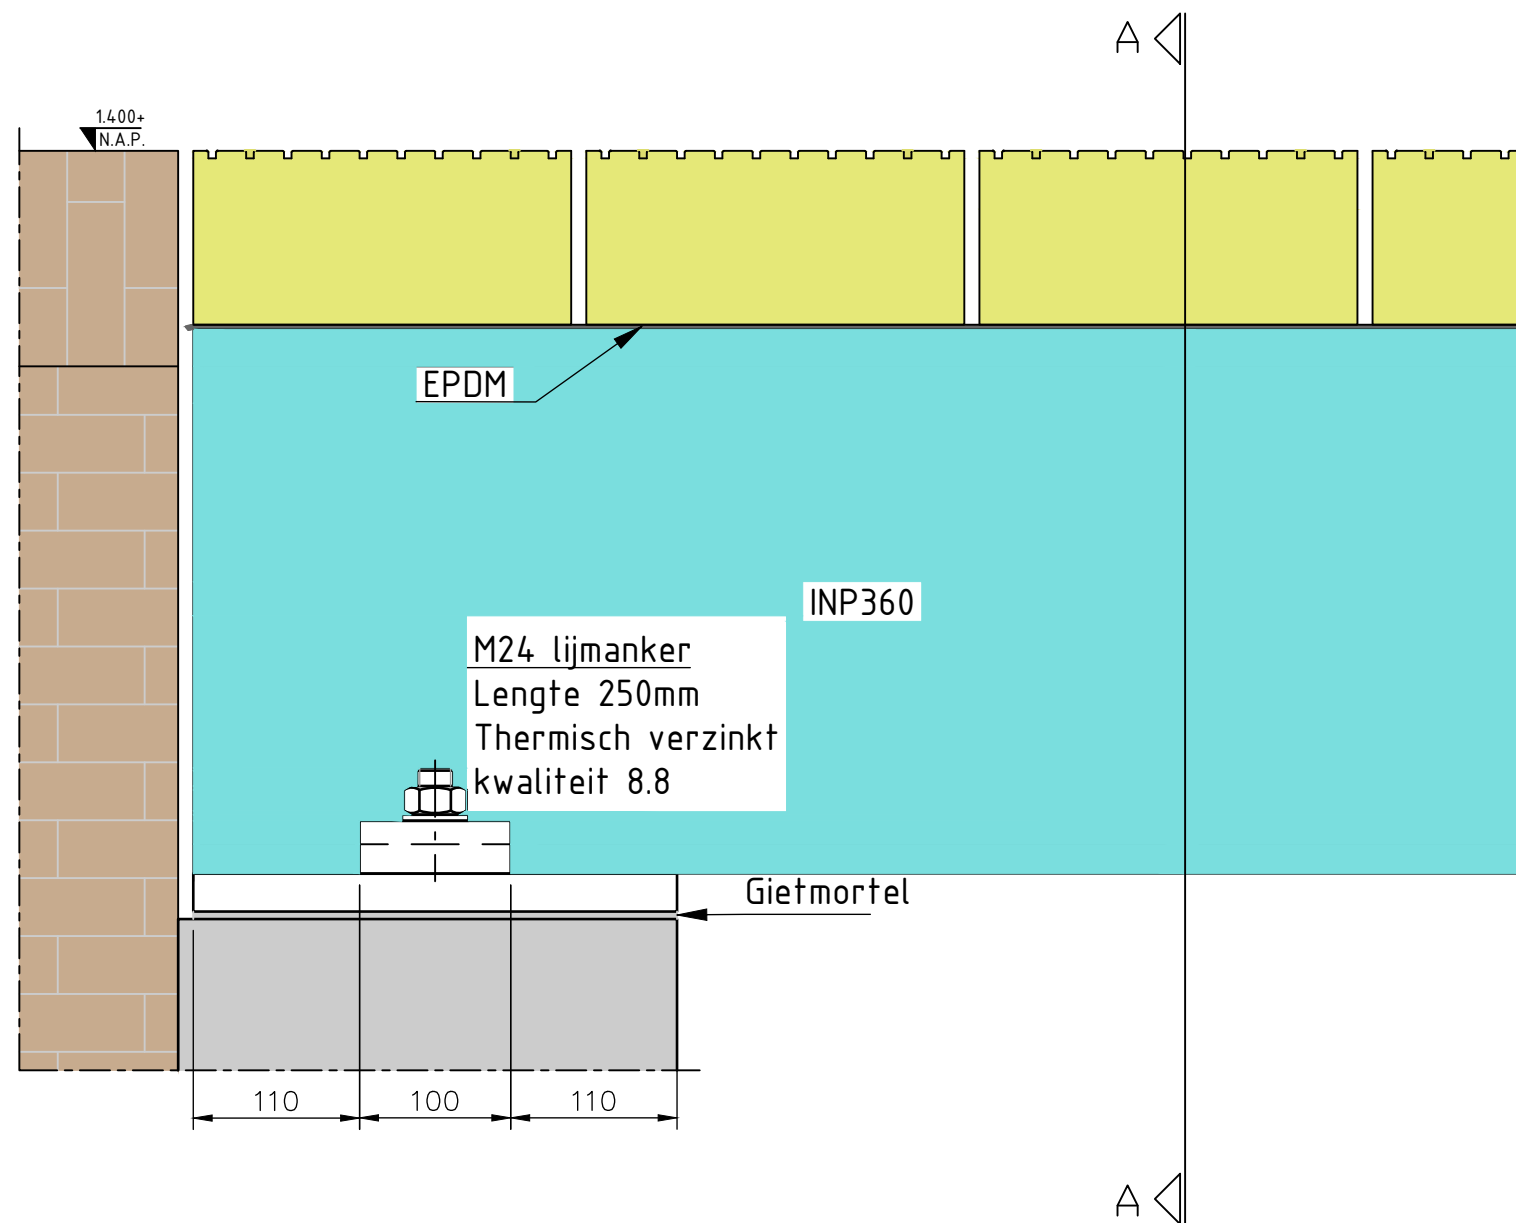 A
1.400+
N.A.P.
EPDM
INP360
M24 lijmanker
Lengte 250mm
Thermisch verzinkt
kwaliteit 8.8
Gietmortel
110 100 110
A